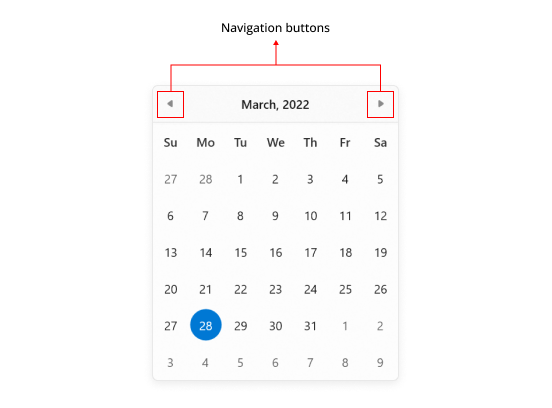 Navigation buttons
March, 2022
Su Mo Tu We Th Fr Sa
27 28 1 2 3 4 5
6 7 8 9 10 11 12
13 14 15 16 17 18 19
20 21 22 23 24 25 26
27 28 29 30 31 1 2
3 4 5 6 7 8 9